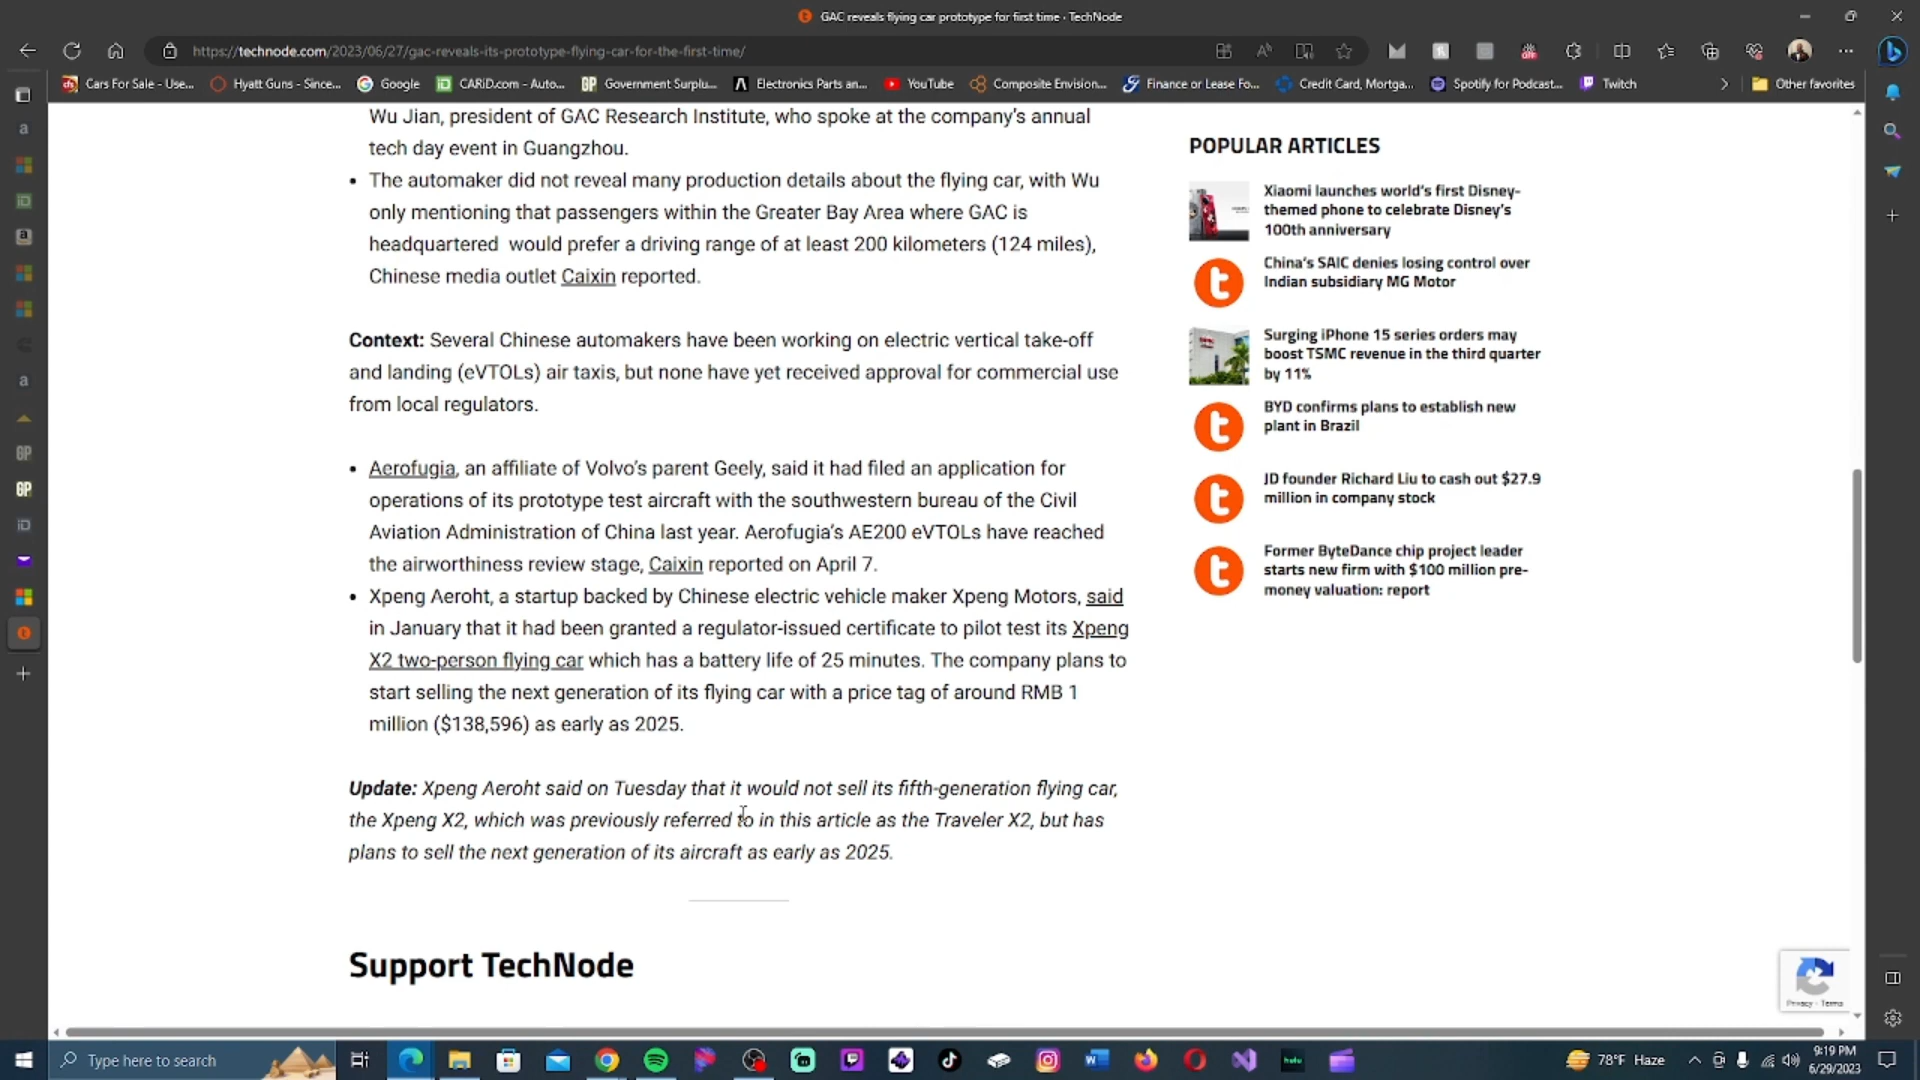 GAC reveals flying car prototype for first time · TechNode
https://technode.com/2023/06/27/gac-reveals-its-prototype-flying-car-for-the-first-time/
Cars For Sale - Use...
Hyatt Guns - Since...
Google
CARiD.com - Auto...
Government Surplu...
Electronics Parts an...
YouTube
Composite Envision...
Finance or Lease Fo...
Credit Card, Mortga...
Spotify for Podcast...
Twitch
Other favorites
Wu Jian, president of GAC Research Institute, who spoke at the company's annual
tech day event in Guangzhou.
• The automaker did not reveal many production details about the flying car, with Wu
only mentioning that passengers within the Greater Bay Area where GAC is
headquartered would prefer a driving range of at least 200 kilometers (124 miles),
Chinese media outlet Caixin reported.
Context: Several Chinese automakers have been working on electric vertical take-off
and landing (eVTOLs) air taxis, but none have yet received approval for commercial use
from local regulators.
• Aerofugia, an affiliate of Volvo's parent Geely, said it had filed an application for
operations of its prototype test aircraft with the southwestern bureau of the Civil
Aviation Administration of China last year. Aerofugia's AE200 eVTOLs have reached
the airworthiness review stage, Caixin reported on April 7.
• Xpeng Aeroht, a startup backed by Chinese electric vehicle maker Xpeng Motors, said
in January that it had been granted a regulator-issued certificate to pilot test its Xpeng
X2 two-person flying car which has a battery life of 25 minutes. The company plans to
start selling the next generation of its flying car with a price tag of around RMB 1
million ($138,596) as early as 2025.
Update: Xpeng Aeroht said on Tuesday that it would not sell its fifth-generation flying car,
the Xpeng X2, which was previously referred to in this article as the Traveler X2, but has
plans to sell the next generation of its aircraft as early as 2025.
Support TechNode
POPULAR ARTICLES
Xiaomi launches world's first Disney-
themed phone to celebrate Disney's
100th anniversary
China's SAIC denies losing control over
Indian subsidiary MG Motor
Surging iPhone 15 series orders may
boost TSMC revenue in the third quarter
by 11%
BYD confirms plans to establish new
plant in Brazil
JD founder Richard Liu to cash out $27.9
million in company stock
Former ByteDance chip project leader
starts new firm with $100 million pre-
money valuation: report
Privacy - Terms
Type here to search
hulu
78°F Haze
9:19 PM
6/29/2023